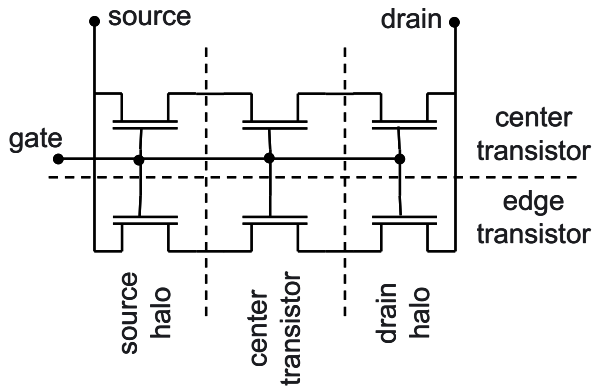 source
drain
gate
center
transistor
edge
transistor
source
halo
center
transistor
drain
halo